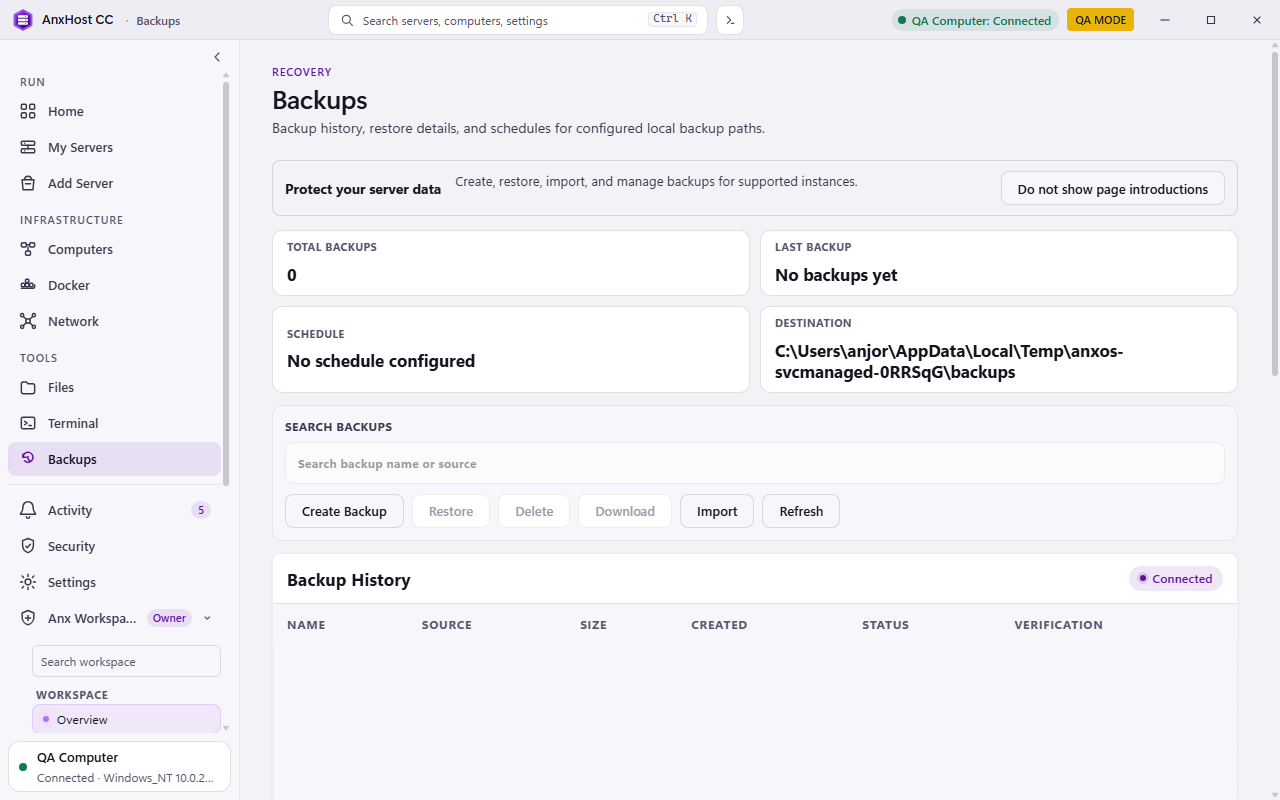 AnxHost CC · Backups
Search servers, computers, settings Ctrl K
QA Computer: Connected
QA MODE
RUN
Home
My Servers
Add Server
INFRASTRUCTURE
Computers
Docker
Network
TOOLS
Files
Terminal
Backups
Activity 5
Security
Settings
Anx Workspa... Owner
Search workspace
WORKSPACE
Overview
QA Computer
Connected · Windows_NT 10.0.2...
RECOVERY
Backups
Backup history, restore details, and schedules for configured local backup paths.
Protect your server data Create, restore, import, and manage backups for supported instances.
Do not show page introductions
TOTAL BACKUPS
0
LAST BACKUP
No backups yet
SCHEDULE
No schedule configured
DESTINATION
C:\Users\anjor\AppData\Local\Temp\anxos-
svcmanaged-0RRSqG\backups
SEARCH BACKUPS
Search backup name or source
Create Backup Restore Delete Download Import Refresh
Backup History Connected
NAME SOURCE SIZE CREATED STATUS VERIFICATION